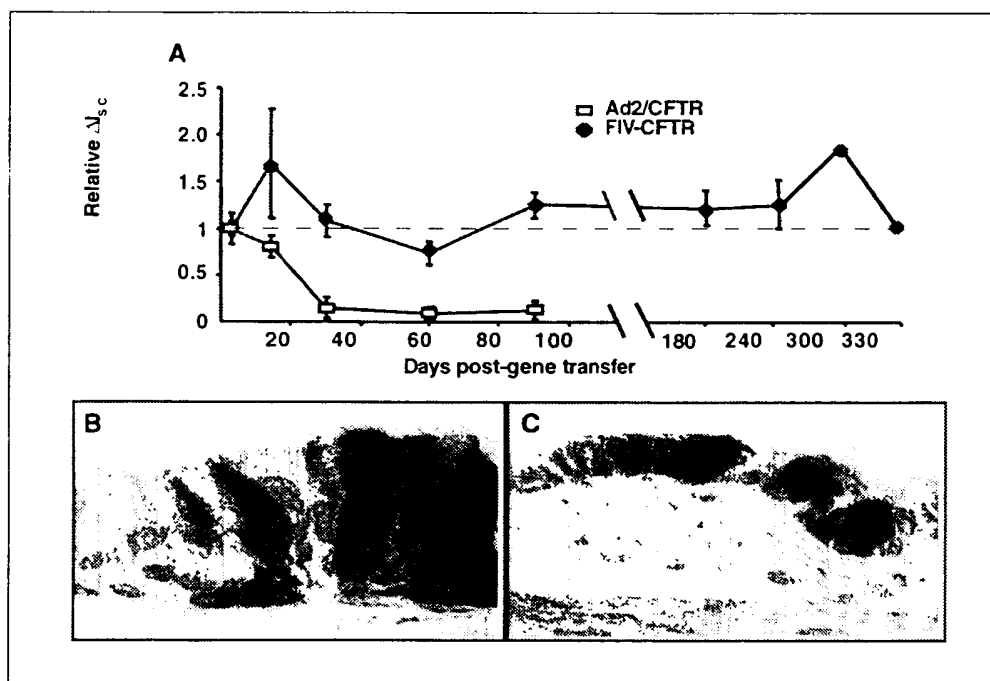 A
Relative ΔIsc
2.5
2.0
1.5
1
0.5
0
Ad2/CFTR
FIV-CFTR
20 40 60 80 100 180 240 300 330
Days post-gene transfer
B
C